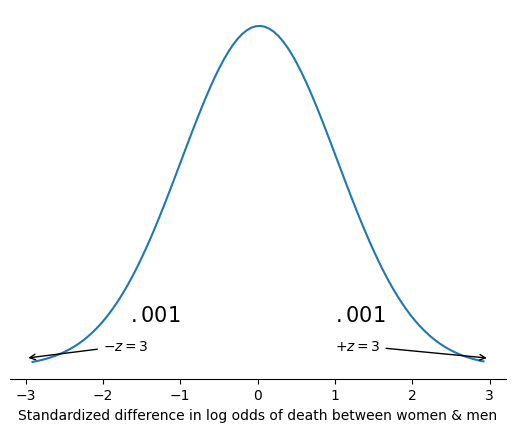 .001 .001
−z = 3 +z = 3
−3 −2 −1 0 1 2 3
Standardized difference in log odds of death between women & men